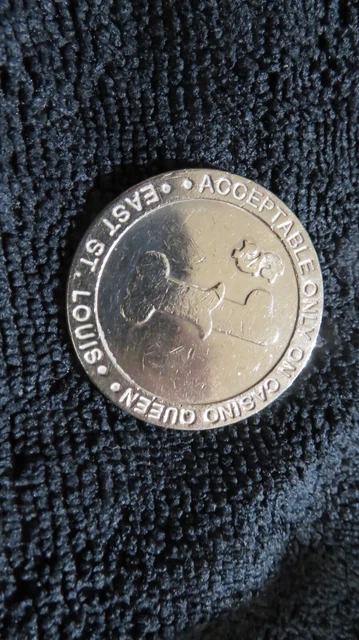 • ACCEPTABLE ONLY ON CASINO QUEEN •
EAST ST. LOUIS •